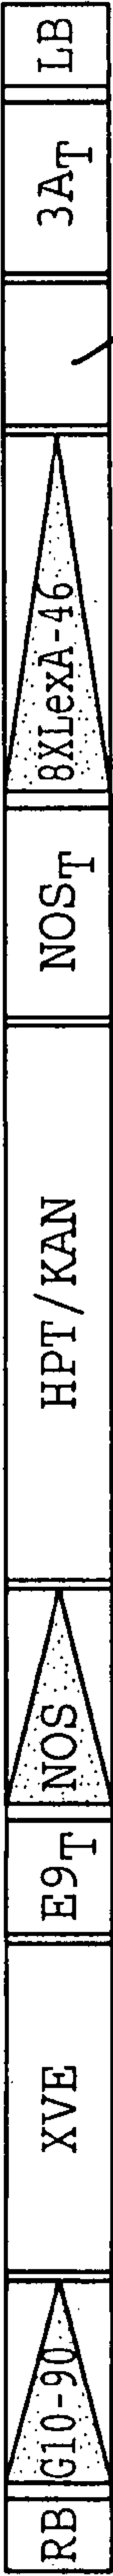 RB
G10-90
XVE
E9T
NOS
HPT/KAN
NOST
8XLexA-46
3AT
LB